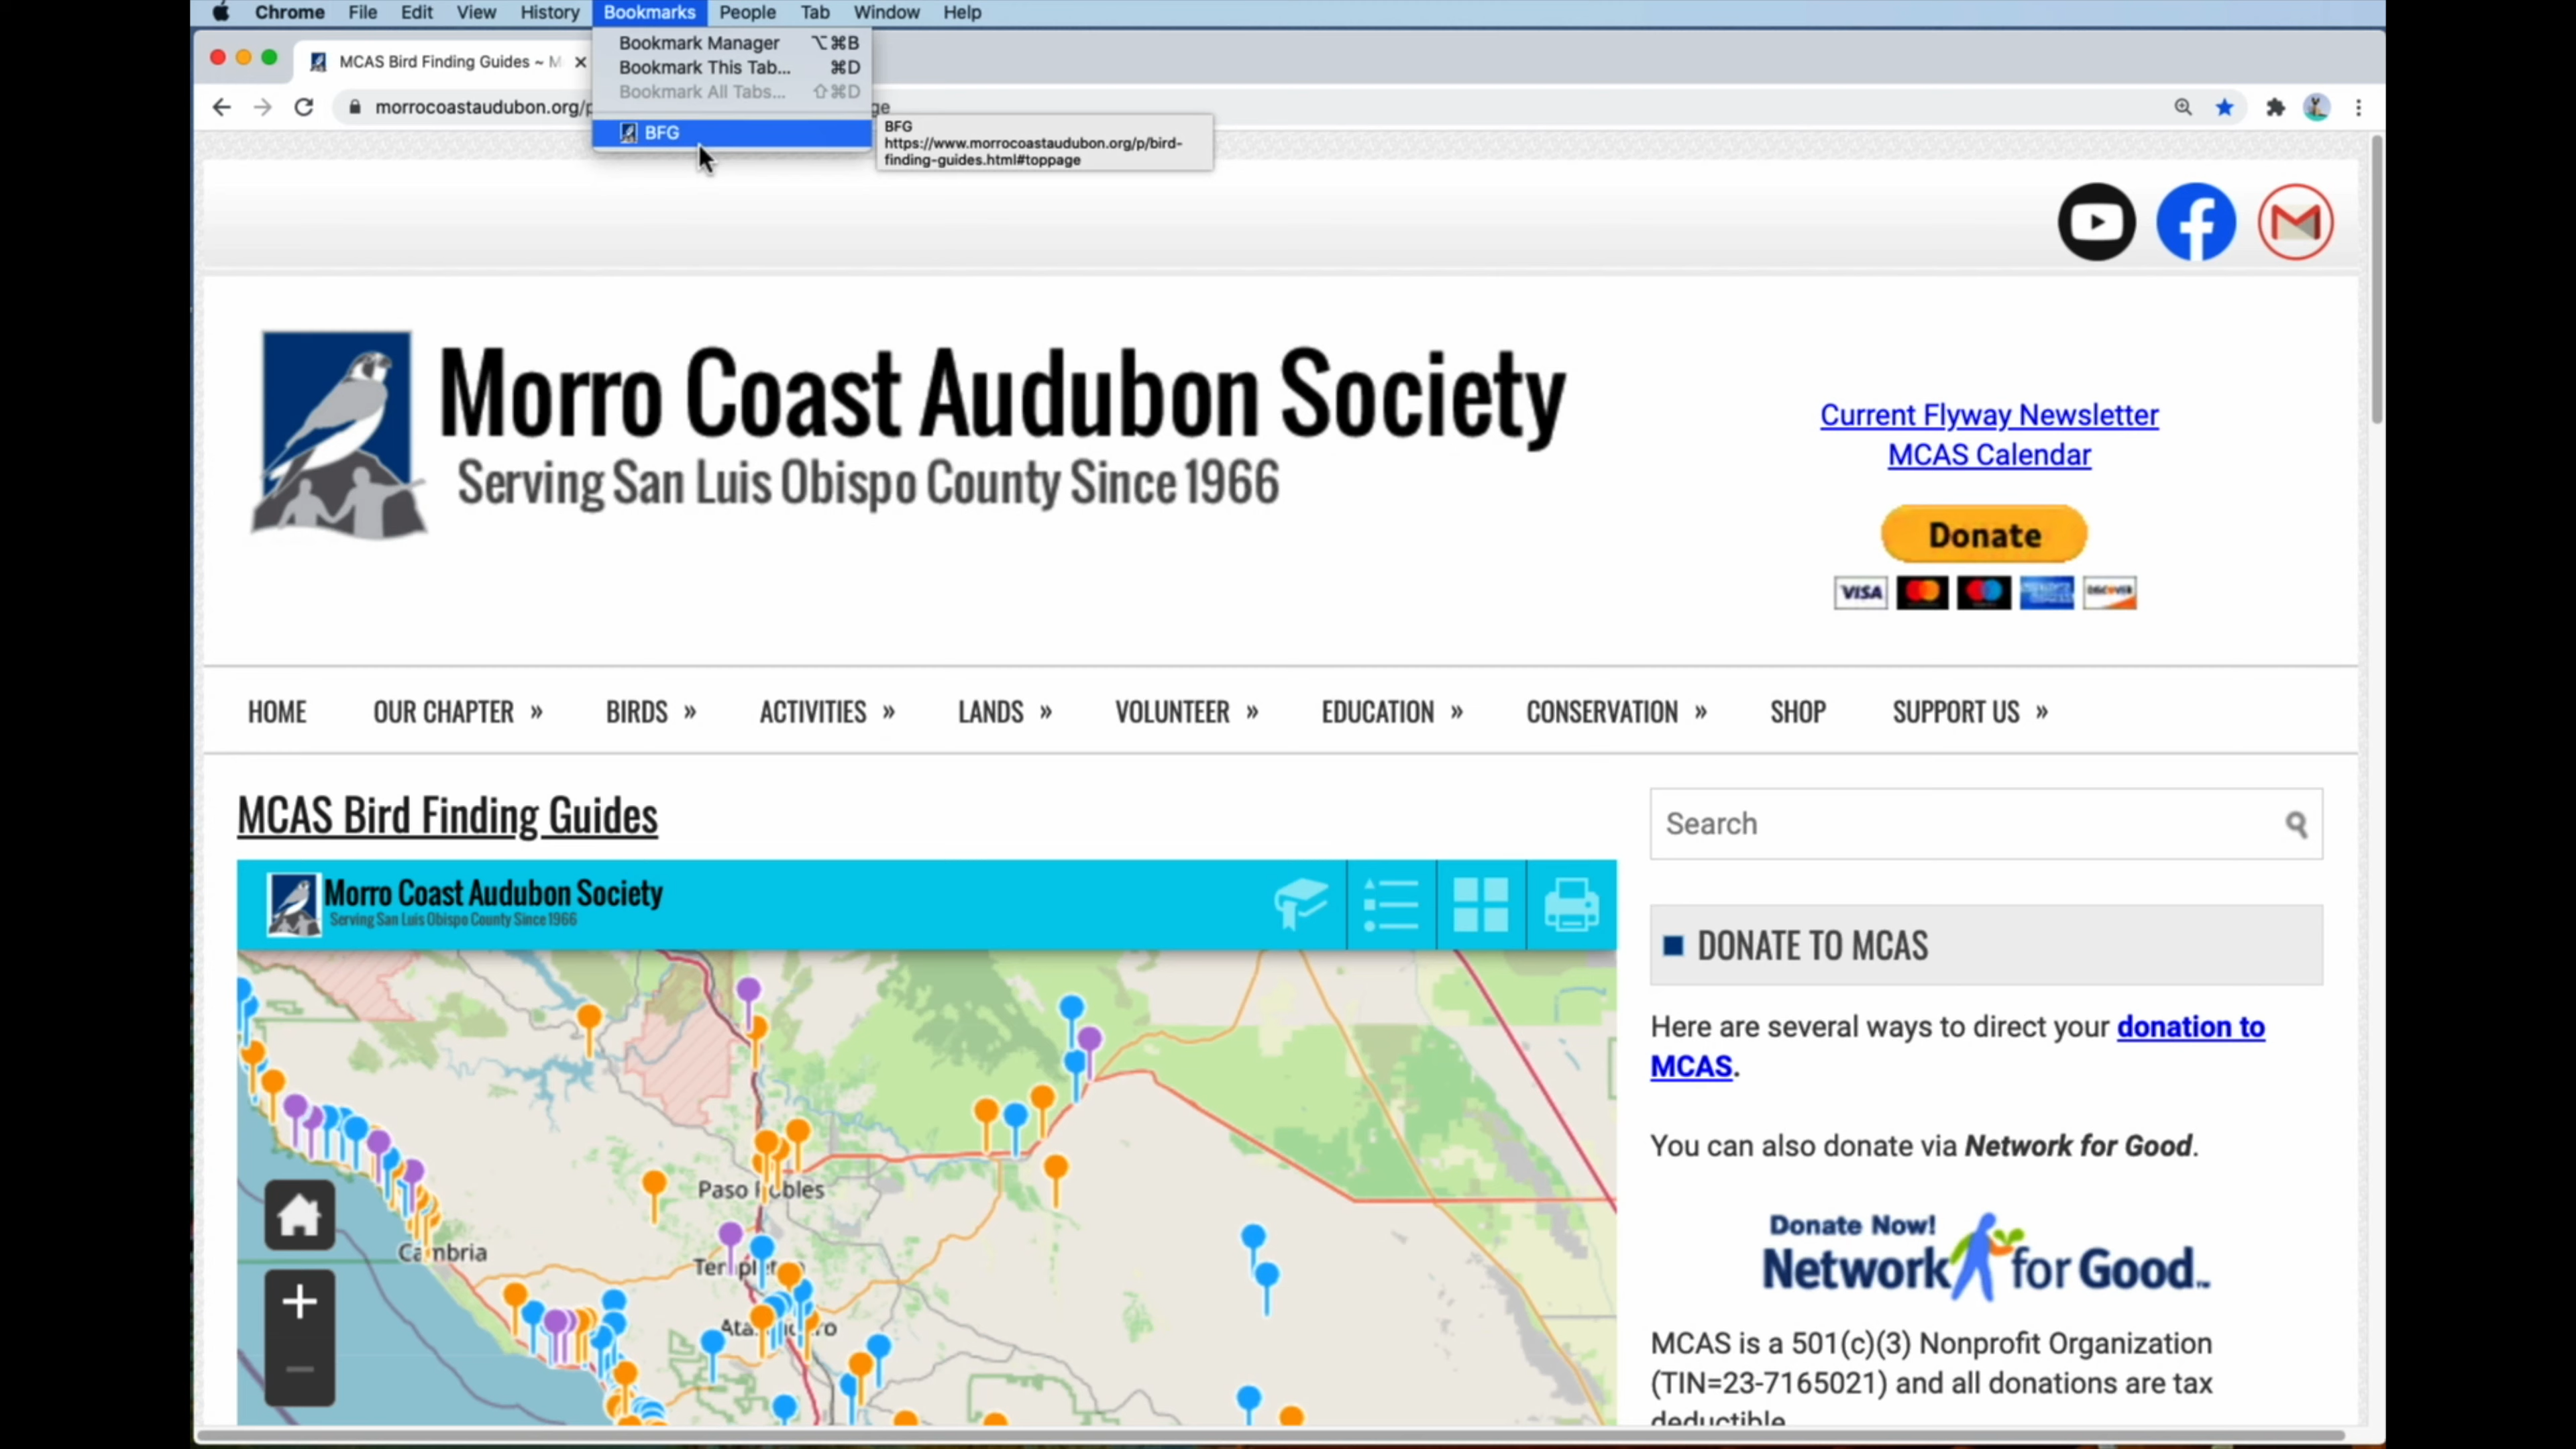 Chrome File Edit View History Bookmarks People Tab Window Help
Bookmark Manager ⌥⌘B
MCAS Bird Finding Guides ~ M
Bookmark This Tab... ⌘D
Bookmark All Tabs... ⇧⌘D
morrocoastaudubon.org/p
ge
BFG
BFG
https://www.morrocoastaudubon.org/p/bird-
finding-guides.html#toppage
Morro Coast Audubon Society
Serving San Luis Obispo County Since 1966
Current Flyway Newsletter
MCAS Calendar
Donate
VISA
DISCOVER
HOME OUR CHAPTER » BIRDS » ACTIVITIES » LANDS » VOLUNTEER » EDUCATION » CONSERVATION » SHOP SUPPORT US »
MCAS Bird Finding Guides
Search
Morro Coast Audubon Society
Serving San Luis Obispo County Since 1966
DONATE TO MCAS
Here are several ways to direct your donation to
MCAS.
You can also donate via Network for Good.
Paso Robles
Cambria
Templeton
Atascadero
+
−
Donate Now!
Network for Good™
MCAS is a 501(c)(3) Nonprofit Organization
(TIN=23-7165021) and all donations are tax
deductible